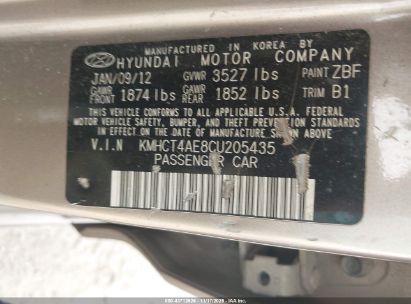 MANUFACTURED IN KOREA BY
HYUNDAI MOTOR COMPANY
JAN/09/12 GVWR 3527 lbs PAINT ZBF
GAWR FRONT 1874 lbs GAWR REAR 1852 lbs TRIM B1
THIS VEHICLE CONFORMS TO ALL APPLICABLE U.S.A. FEDERAL
MOTOR VEHICLE SAFETY, BUMPER, AND THEFT PREVENTION STANDARDS
IN EFFECT ON THE DATE OF MANUFACTURE SHOWN ABOVE.
V.I.N KMHCT4AE8CU205435
PASSENGER CAR